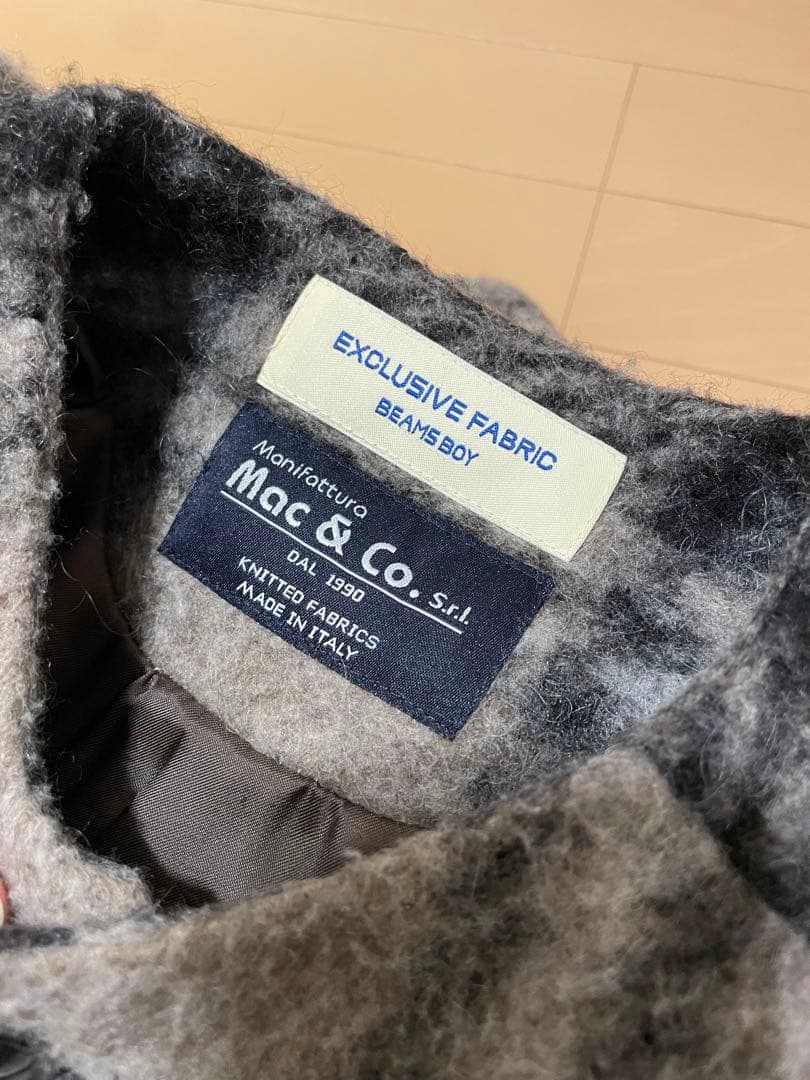 EXCLUSIVE FABRIC
BEAMS BOY
Manifattura
Mac & Co. S.r.l.
DAL 1990
KNITTED FABRICS
MADE IN ITALY